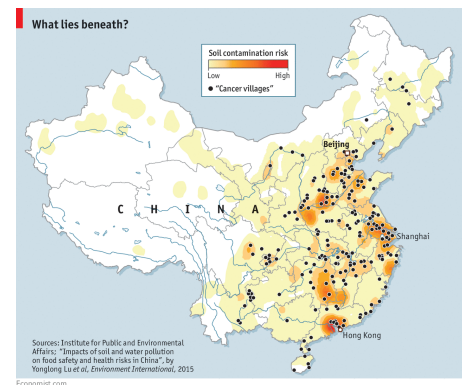 What lies beneath?
Soil contamination risk
Low High
"Cancer villages"
Beijing
C H I N A
Shanghai
Hong Kong
Sources: Institute for Public and Environmental
Affairs; "Impacts of soil and water pollution
on food safety and health risks in China", by
Yonglong Lu et al, Environment International, 2015
Economist.com